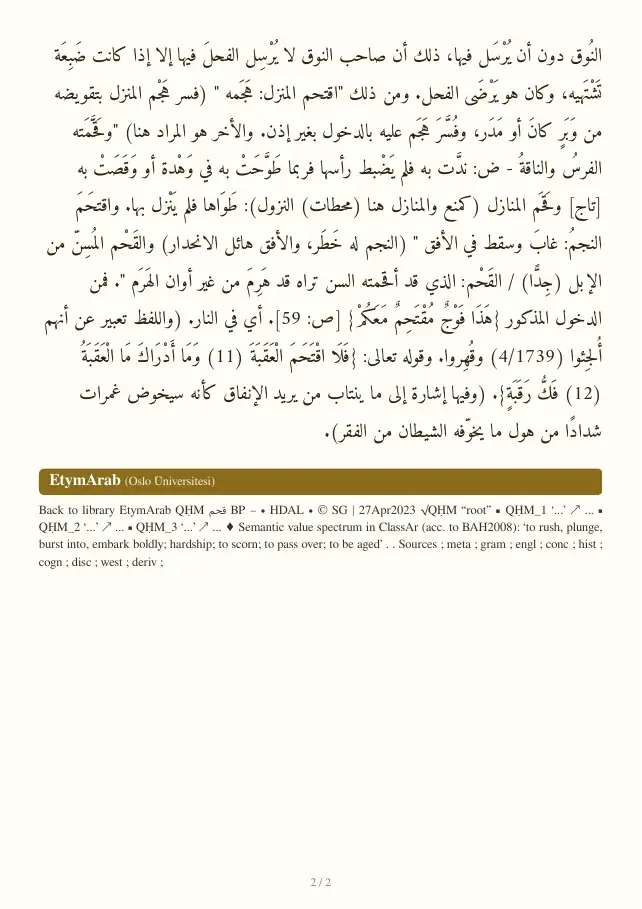 النُوق دون أن يُرْسَل فيها، ذلك أن صاحب النوق لا يُرْسِل الفحلَ فيها إلا إذا كانت ضَبِعَة
تَشْتَهيه، وكان هو يَرْضَى الفحل. ومن ذلك "اقتحم المنزل: هَجَمه " (فسر هَجْم المنزل بتقويضه
من وَبَرٍ كانَ أو مَدَر، وفُسَّرَ هَجَم عليه بالدخول بغير إذن. والأخر هو المراد هنا) "وقَحَّمَته
الفرسُ والناقةُ - ض: ندَّت به فلم يَضْبط رأسها فربما طَوَّحَتْ به في وَهْدة أو وَقَصَتْ به
[تاج] وقَحَم المنازل (كمنع والمنازل هنا (محطات) النزول): طَوَاها فلم يَنْزل بها. واقتحَمَ
النجمُ: غابَ وسقط في الأفق " (النجم له خَطَر، والأفق هائل الانحدار) والقَحْم المُسِنّ من
الإبل (جِدًّا) / القَحْم: الذي قد أقحمته السن تراه قد هَرِمَ من غير أوان الهَرَم ". فمن
الدخول المذكور {هَذَا فَوْجٌ مُقْتَحِمٌ مَعَكُمْ} [ص: 59]. أي في النار. (واللفظ تعبير عن أنهم
أُلجِئوا (4/1739) وقُهِروا. وقوله تعالى: {فَلَا اقْتَحَمَ الْعَقَبَةَ (11) وَمَا أَدْرَاكَ مَا الْعَقَبَةُ
(12) فَكُّ رَقَبَةٍ}. (وفيها إشارة إلى ما ينتاب من يريد الإنفاق كأنه سيخوض غمرات
شدادًا من هول ما يخوّفه الشيطان من الفقر).
EtymArab (Oslo Üniversitesi)
Back to library EtymArab QḤM قحم BP – • HDAL • © SG | 27Apr2023 √QḤM “root” ▪ QḤM_1 ‘...’ ↗ ... ▪
QḤM_2 ‘...’ ↗ ... ▪ QḤM_3 ‘...’ ↗ ... ♦ Semantic value spectrum in ClassAr (acc. to BAH2008): ‘to rush, plunge,
burst into, embark boldly; hardship; to scorn; to pass over; to be aged’ . . Sources ; meta ; gram ; engl ; conc ; hist ;
cogn ; disc ; west ; deriv ;
2 / 2